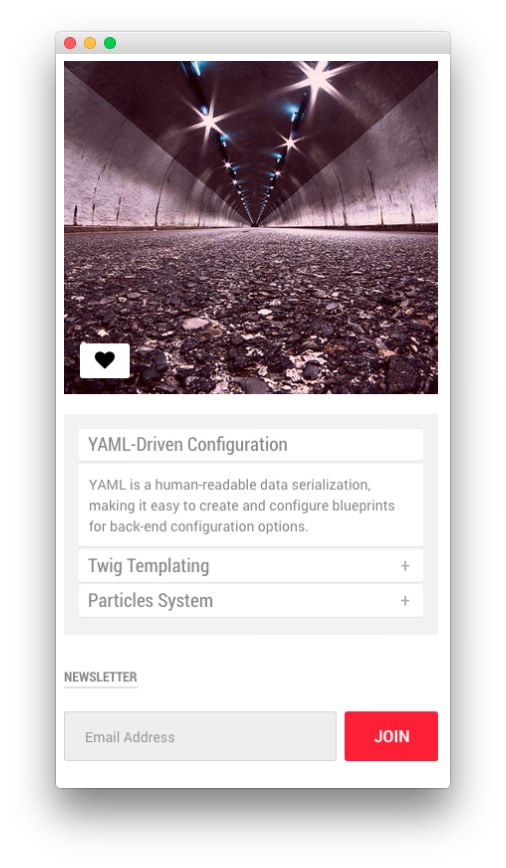 YAML-Driven Configuration
YAML is a human-readable data serialization,
making it easy to create and configure blueprints
for back-end configuration options.
Twig Templating +
Particles System +
NEWSLETTER
Email Address
JOIN